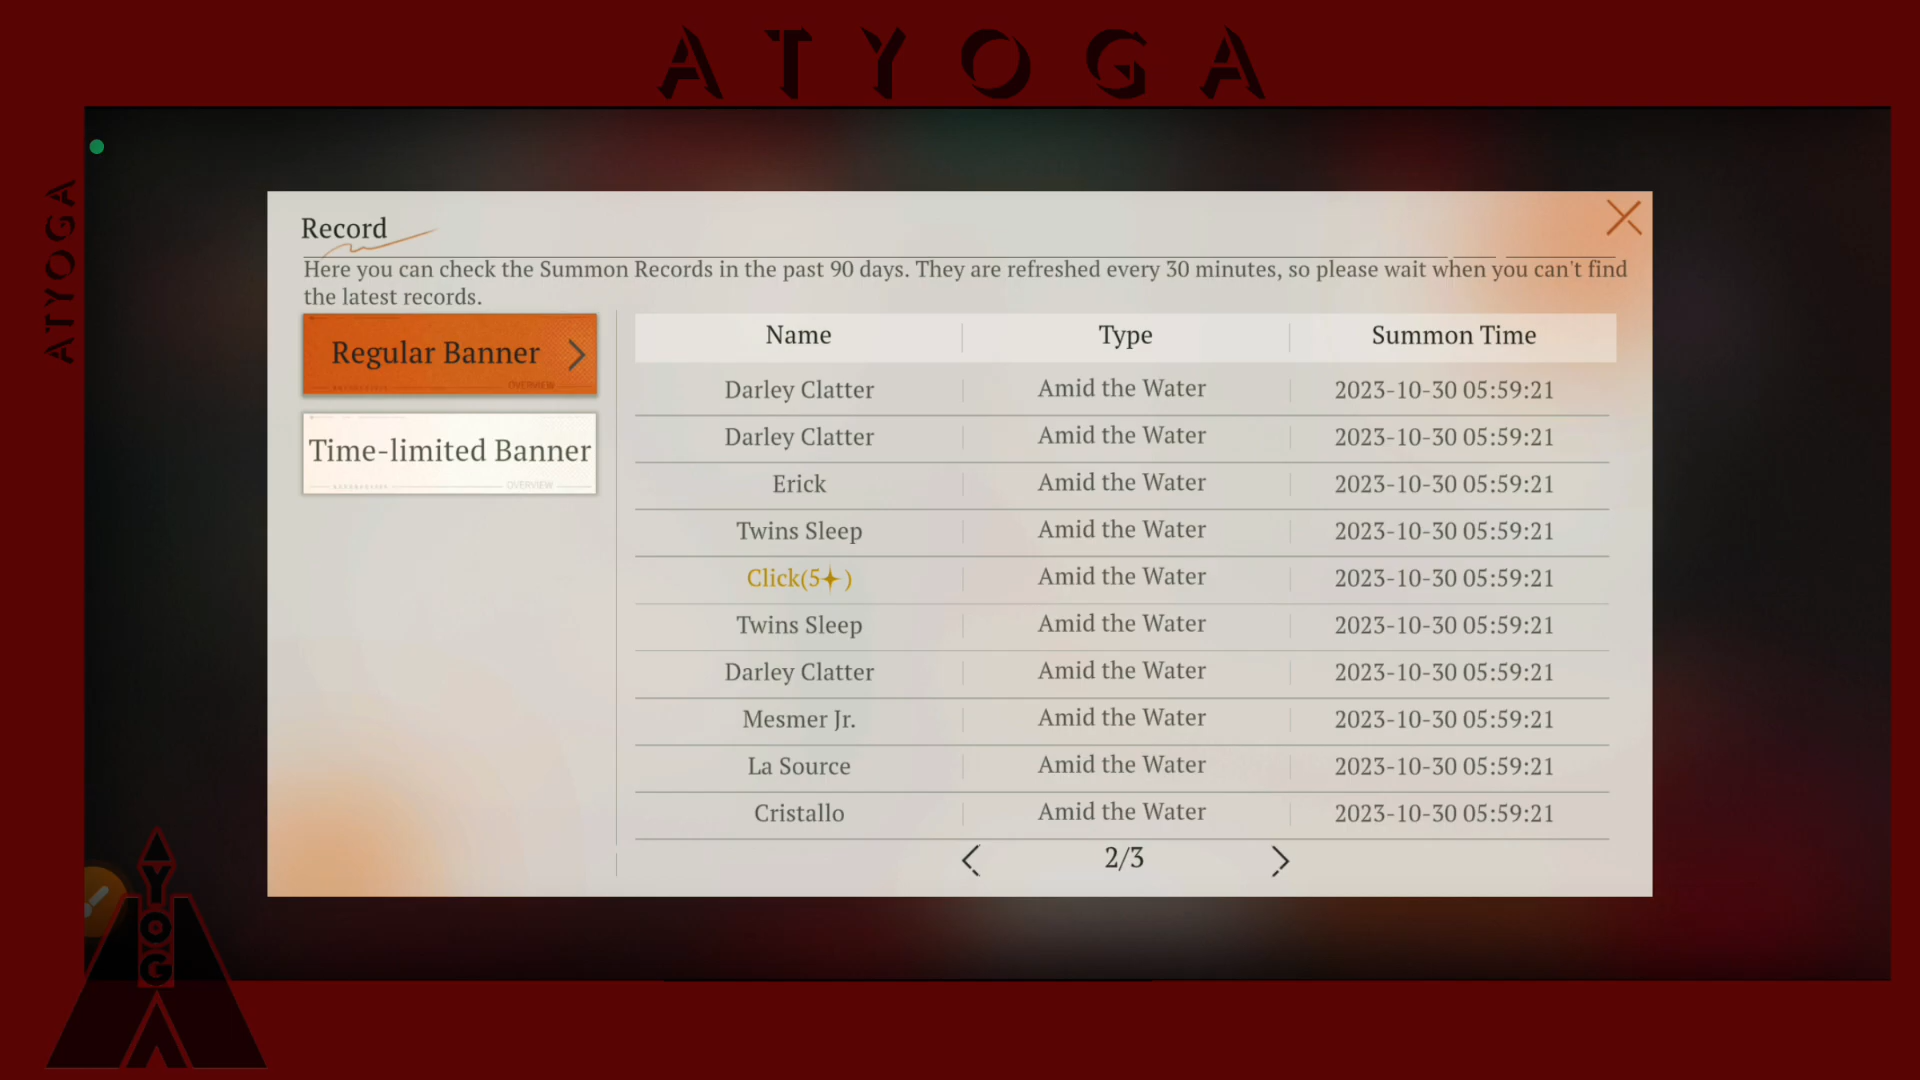 ATYOGA
ATYOGA
Record
Here you can check the Summon Records in the past 90 days. They are refreshed every 30 minutes, so please wait when you can't find
the latest records.
Regular Banner
OVERVIEW
Time-limited Banner
OVERVIEW
Name Type Summon Time
Darley Clatter Amid the Water 2023-10-30 05:59:21
Darley Clatter Amid the Water 2023-10-30 05:59:21
Erick Amid the Water 2023-10-30 05:59:21
Twins Sleep Amid the Water 2023-10-30 05:59:21
Click(5✦) Amid the Water 2023-10-30 05:59:21
Twins Sleep Amid the Water 2023-10-30 05:59:21
Darley Clatter Amid the Water 2023-10-30 05:59:21
Mesmer Jr. Amid the Water 2023-10-30 05:59:21
La Source Amid the Water 2023-10-30 05:59:21
Cristallo Amid the Water 2023-10-30 05:59:21
2/3
ATYOGA